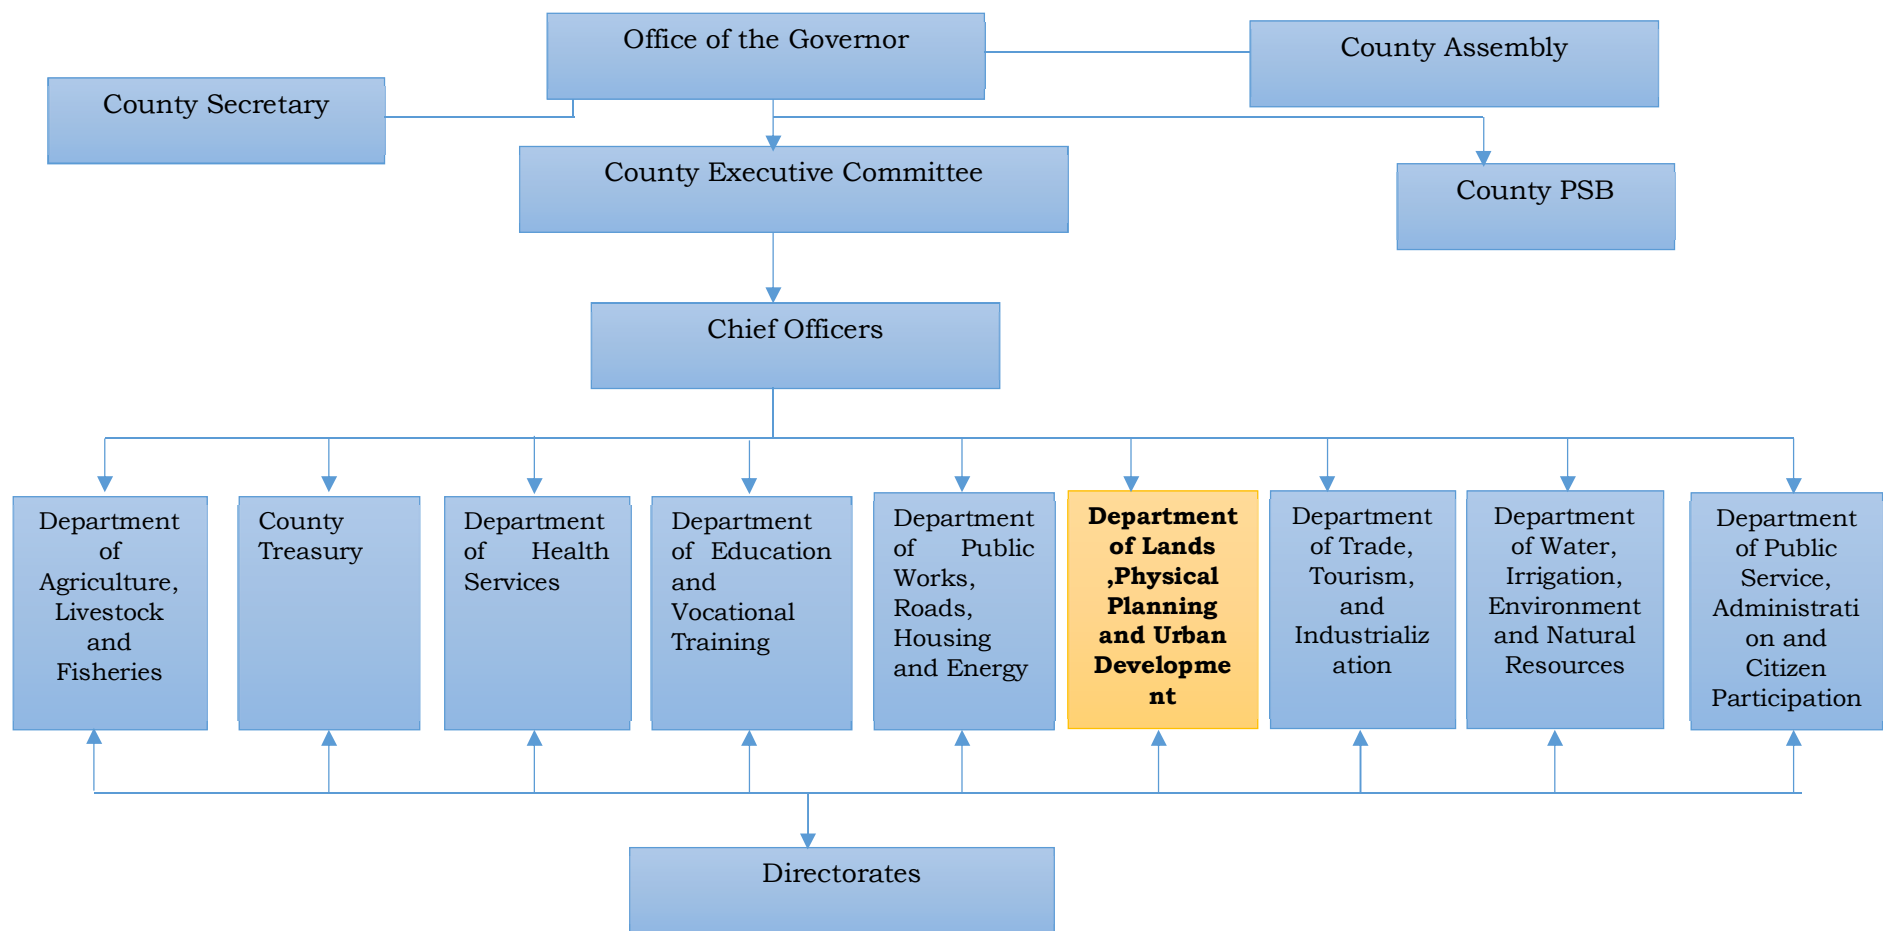 Office of the Governor
County Assembly
County Secretary
County Executive Committee
County PSB
Chief Officers
Department
of
Agriculture,
Livestock
and
Fisheries
County
Treasury
Department
of Health
Services
Department
of Education
and
Vocational
Training
Department
of Public
Works,
Roads,
Housing
and Energy
Department
of Lands
,Physical
Planning
and Urban
Developme
nt
Department
of Trade,
Tourism,
and
Industrializ
ation
Department
of Water,
Irrigation,
Environment
and Natural
Resources
Department
of Public
Service,
Administrati
on and
Citizen
Participation
Directorates